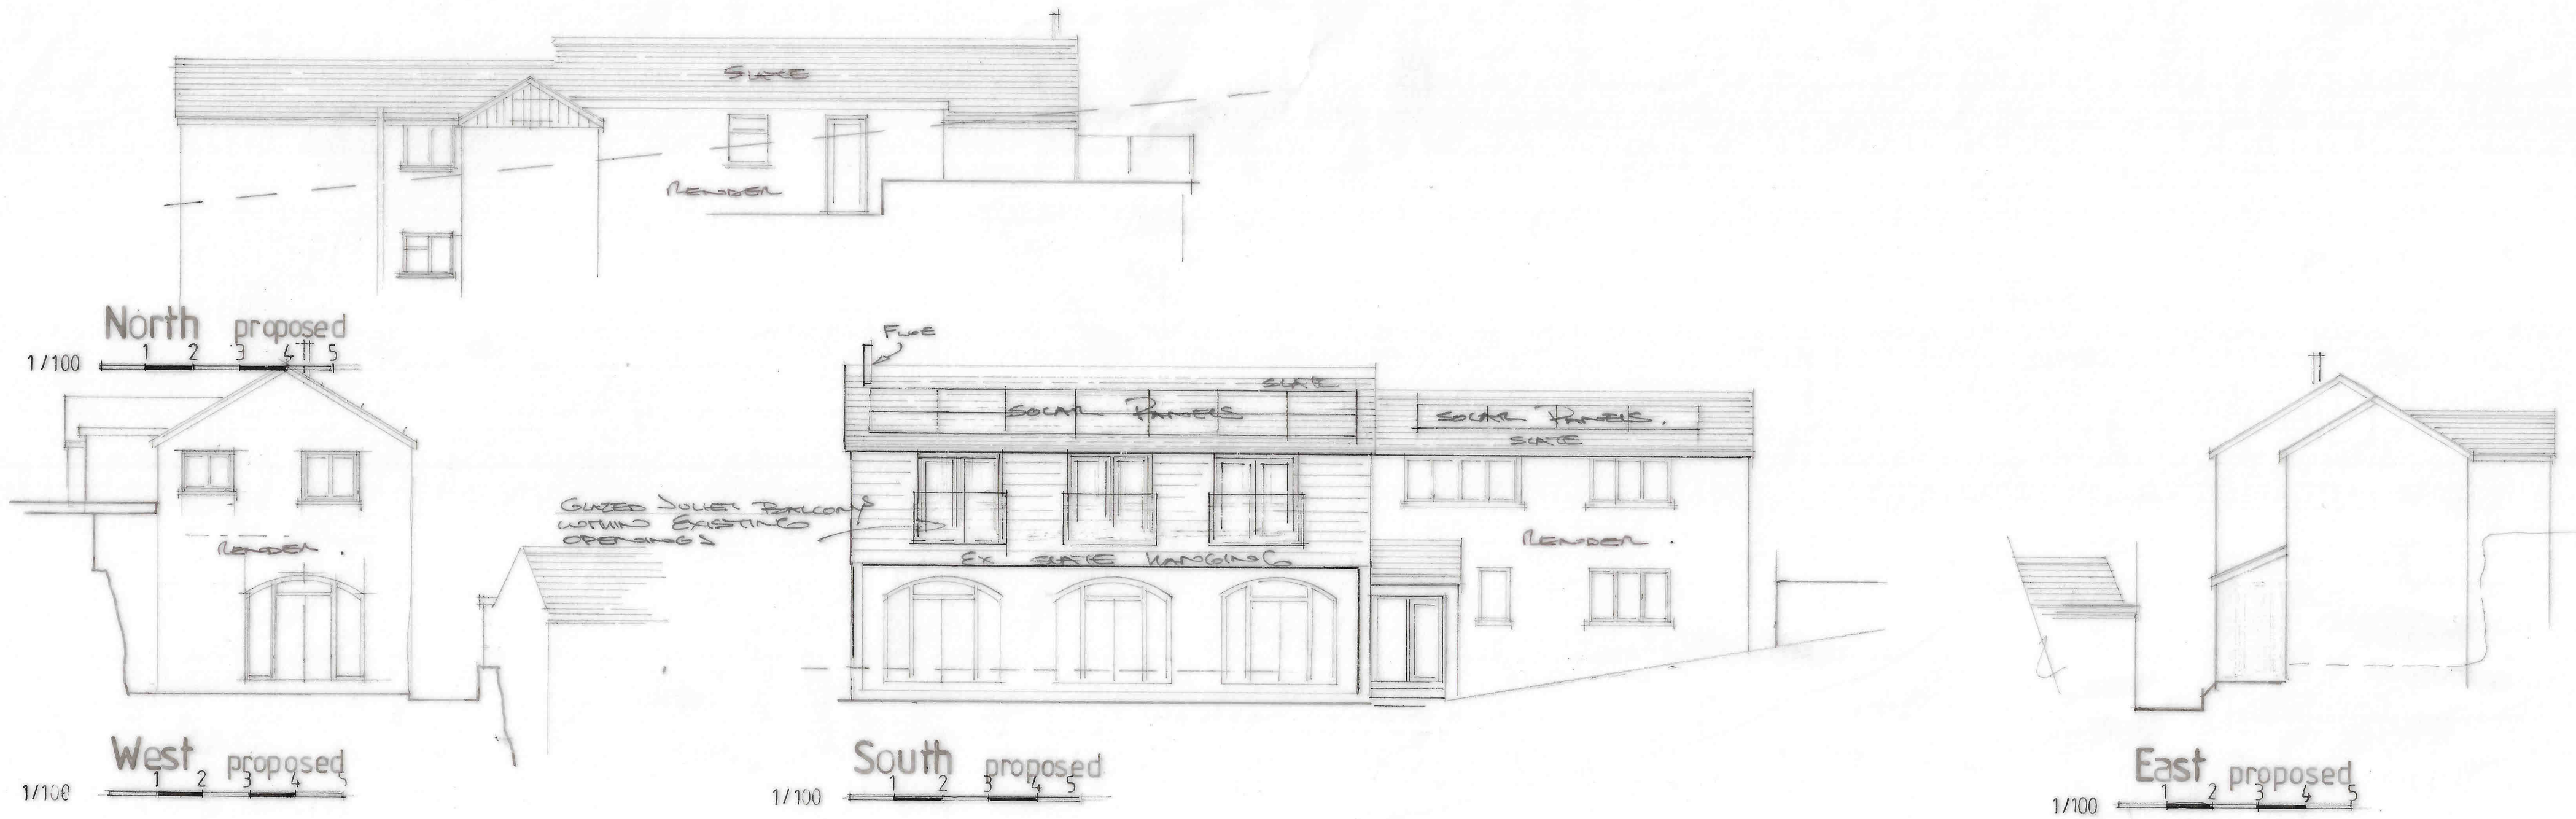 SLATE
RENDER
North proposed
1/100 1 2 3 4 5
FLUE
SLATE
SOLAR PANELS
SOLAR PANELS.
SLATE
GLAZED JULIET BALCONY
WITHIN EXISTING
OPENINGS
RENDER.
RENDER.
EX SLATE HANGING
West proposed
1/100 1 2 3 4 5
South proposed
1/100 1 2 3 4 5
East proposed
1/100 1 2 3 4 5